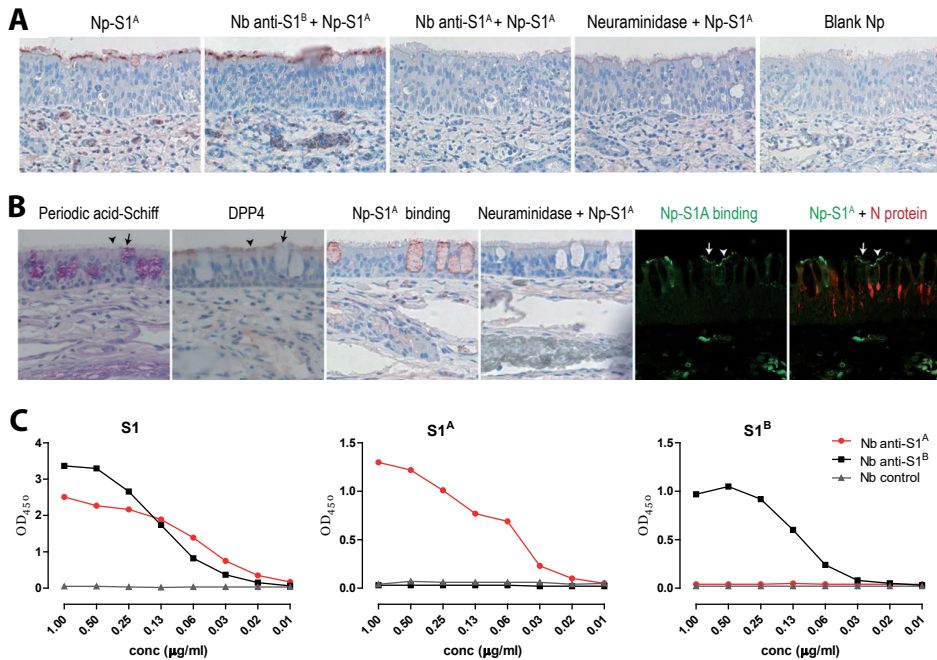 A
Np-S1ᴬ
Nb anti-S1ᴮ + Np-S1ᴬ
Nb anti-S1ᴬ + Np-S1ᴬ
Neuraminidase + Np-S1ᴬ
Blank Np
B
Periodic acid-Schiff
DPP4
Np-S1ᴬ binding
Neuraminidase + Np-S1ᴬ
Np-S1A binding
Np-S1ᴬ + N protein
C
S1
4
3
2
1
0
OD₄₅₀
1.00
0.50
0.25
0.13
0.06
0.03
0.02
0.01
conc (µg/ml)
S1ᴬ
1.5
1.0
0.5
0.0
OD₄₅₀
1.00
0.50
0.25
0.13
0.06
0.03
0.02
0.01
conc (µg/ml)
S1ᴮ
1.5
1.0
0.5
0.0
OD₄₅₀
1.00
0.50
0.25
0.13
0.06
0.03
0.02
0.01
conc (µg/ml)
Nb anti-S1ᴬ
Nb anti-S1ᴮ
Nb control